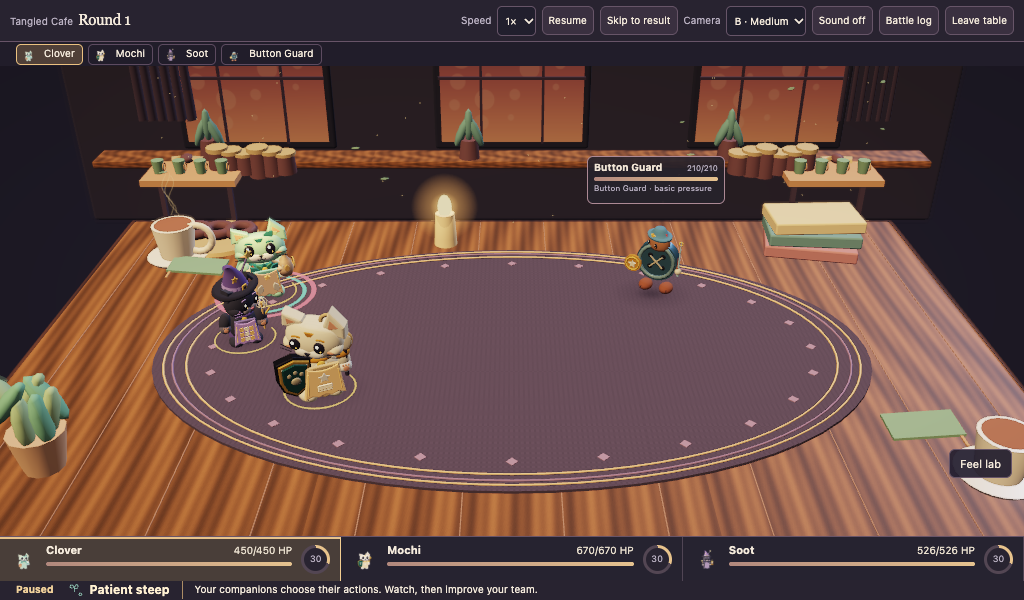 Tangled Cafe Round 1
Speed 1x Resume Skip to result Camera B · Medium Sound off Battle log Leave table
Clover Mochi Soot Button Guard
Button Guard 210/210
Button Guard · basic pressure
Feel lab
Clover 450/450 HP 30
Mochi 670/670 HP 30
Soot 526/526 HP 30
Paused Patient steep Your companions choose their actions. Watch, then improve your team.